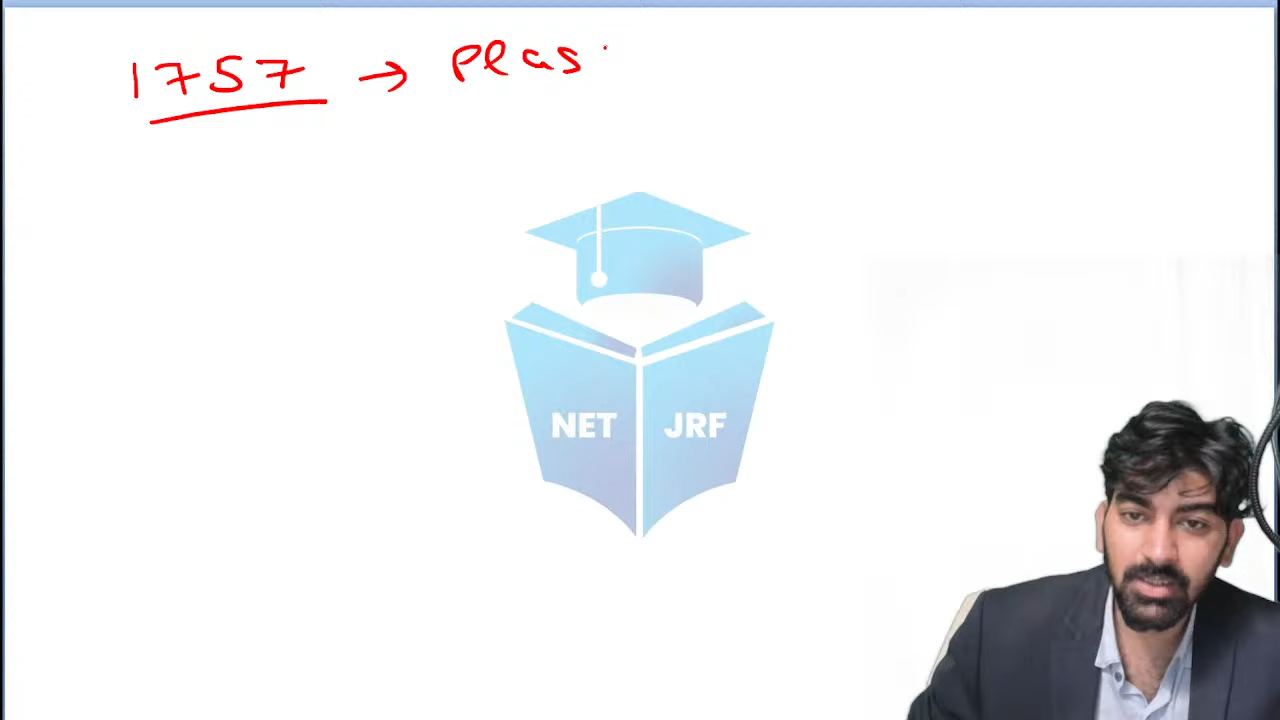 1757 → Plas
NET JRF